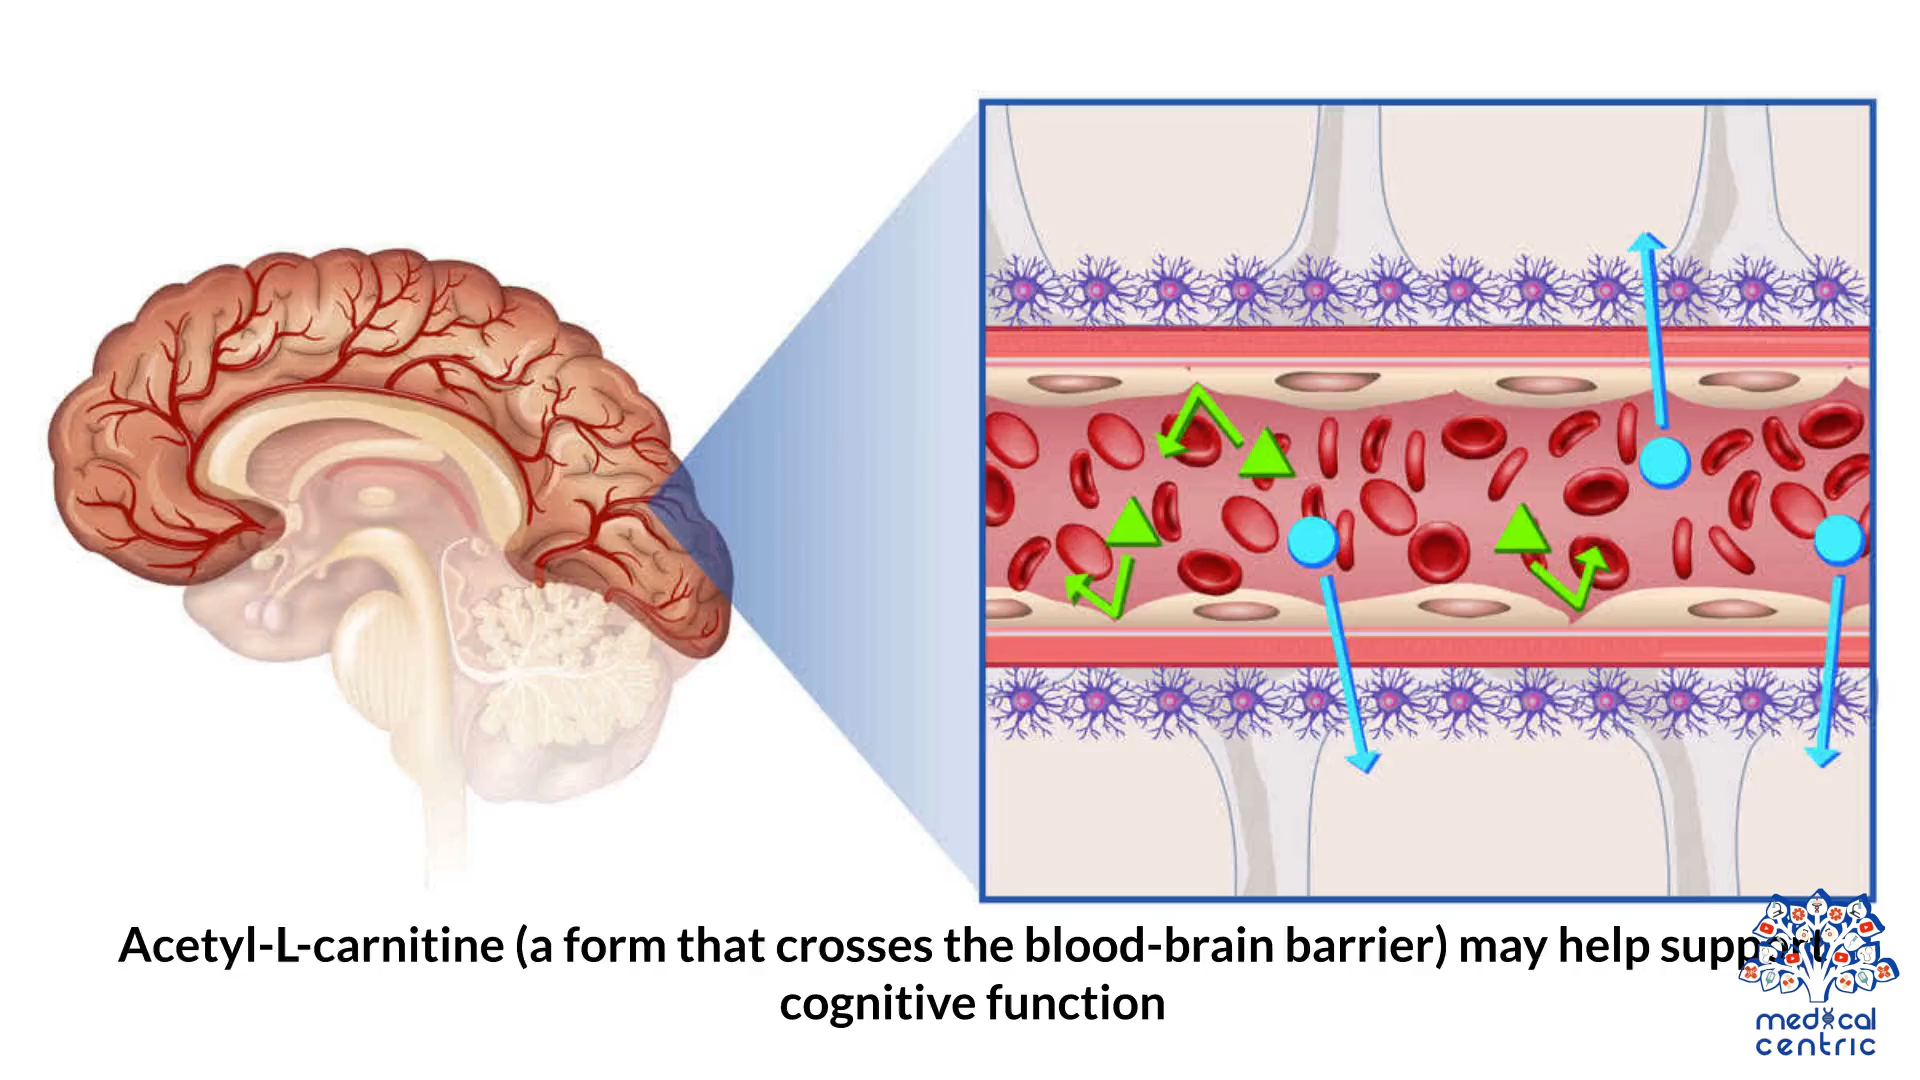 Acetyl-L-carnitine (a form that crosses the blood-brain barrier) may help support
cognitive function
medical
centric